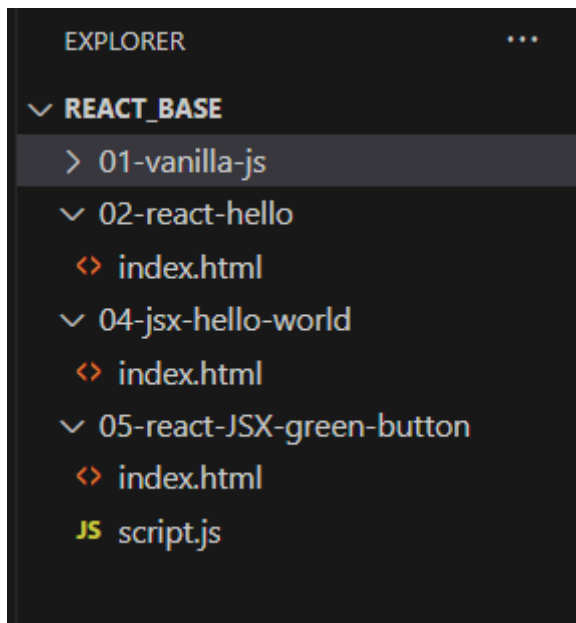 EXPLORER ...
REACT_BASE
01-vanilla-js
02-react-hello
<> index.html
04-jsx-hello-world
<> index.html
05-react-JSX-green-button
<> index.html
JS script.js